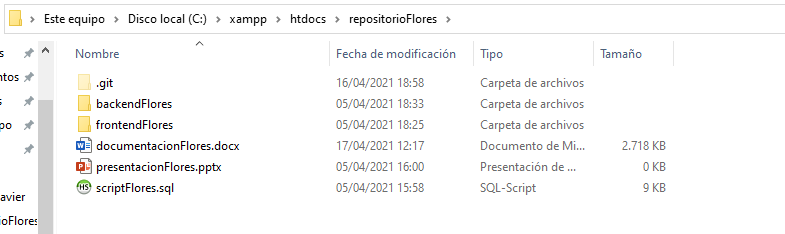 Este equipo > Disco local (C:) > xampp > htdocs > repositorioFlores >
Nombre Fecha de modificación Tipo Tamaño
.git 16/04/2021 18:58 Carpeta de archivos
backendFlores 05/04/2021 18:33 Carpeta de archivos
frontendFlores 05/04/2021 18:25 Carpeta de archivos
documentacionFlores.docx 17/04/2021 12:17 Documento de Mi... 2.718 KB
presentacionFlores.pptx 05/04/2021 16:00 Presentación de ... 0 KB
scriptFlores.sql 05/04/2021 15:58 SQL-Script 9 KB
s
ntos
s
po
avier
ioFlores